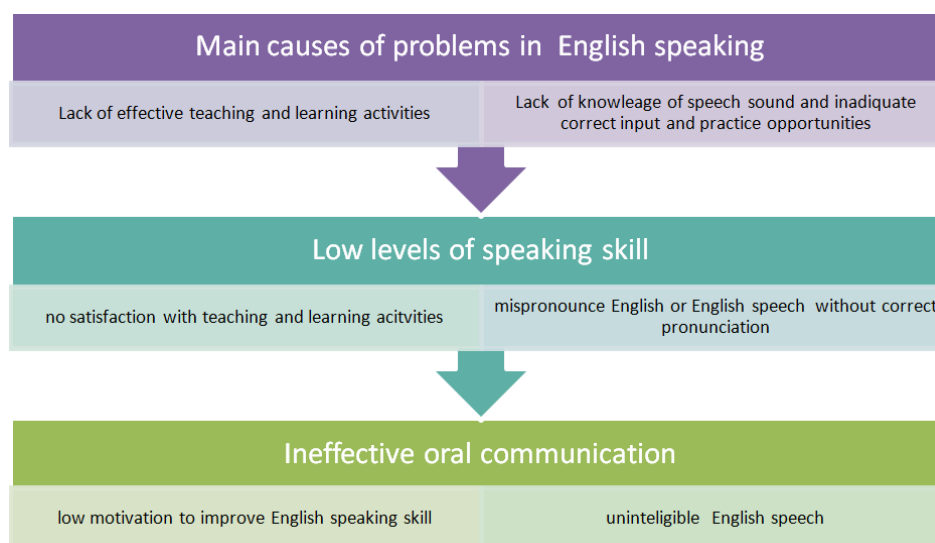 Main causes of problems in English speaking
Lack of effective teaching and learning activities
Lack of knowleage of speech sound and inadiquate
correct input and practice opportunities
Low levels of speaking skill
no satisfaction with teaching and learning acitvities
mispronounce English or English speech without correct
pronunciation
Ineffective oral communication
low motivation to improve English speaking skill
uninteligible English speech